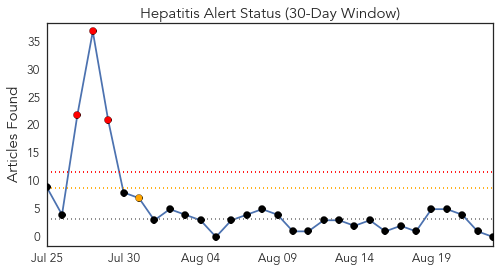 Hepatitis Alert Status (30-Day Window)
Articles Found
35
30
25
20
15
10
5
0
Jul 25 Jul 30 Aug 04 Aug 09 Aug 14 Aug 19